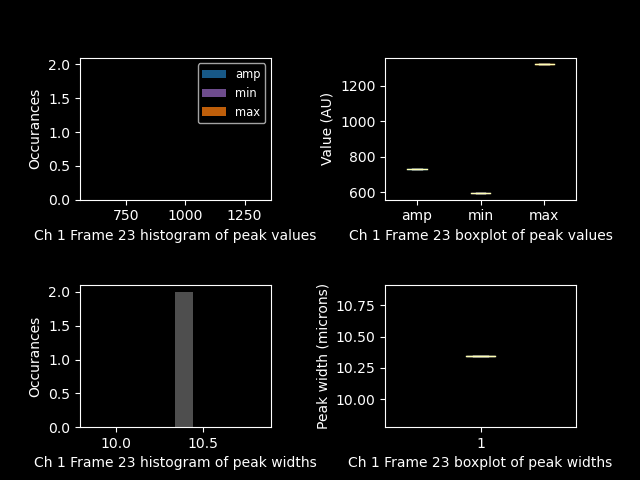 2.0
1.5
1.0
0.5
0.0
Occurances
amp
min
max
750 1000 1250
Ch 1 Frame 23 histogram of peak values
1200
1000
800
600
Value (AU)
amp min max
Ch 1 Frame 23 boxplot of peak values
2.0
1.5
1.0
0.5
0.0
Occurances
10.0 10.5
Ch 1 Frame 23 histogram of peak widths
10.75
10.50
10.25
10.00
Peak width (microns)
1
Ch 1 Frame 23 boxplot of peak widths